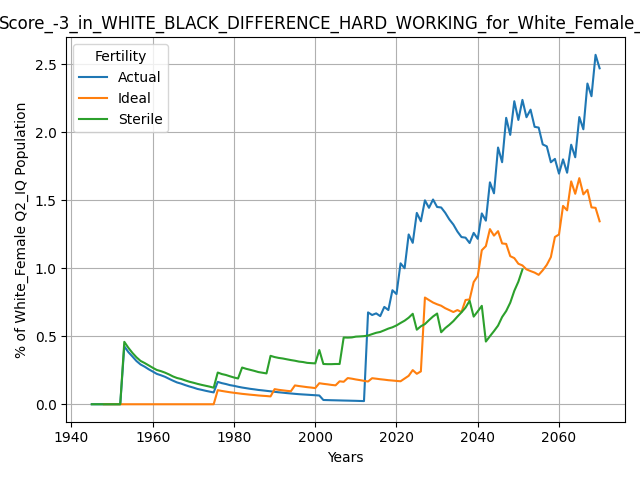 Score_-3_in_WHITE_BLACK_DIFFERENCE_HARD_WORKING_for_White_Female_
Fertility
Actual
Ideal
Sterile
% of White_Female Q2_IQ Population
2.5
2.0
1.5
1.0
0.5
0.0
1940 1960 1980 2000 2020 2040 2060
Years